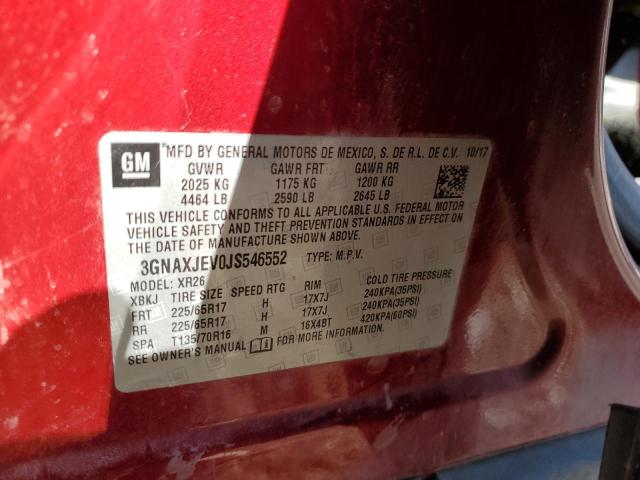 GM
MFD BY GENERAL MOTORS DE MEXICO, S. DE R.L. DE C.V. 10/17
GVWR GAWR FRT GAWR RR
2025 KG 1175 KG 1200 KG
4464 LB 2590 LB 2645 LB
THIS VEHICLE CONFORMS TO ALL APPLICABLE U.S. FEDERAL MOTOR
VEHICLE SAFETY AND THEFT PREVENTION STANDARDS IN EFFECT ON
THE DATE OF MANUFACTURE SHOWN ABOVE.
3GNAXJEV0JS546552 TYPE: M.P.V.
MODEL: XR26
XBKJ TIRE SIZE SPEED RTG RIM COLD TIRE PRESSURE
FRT 225/65R17 H 17X7J 240KPA(35PSI)
RR 225/65R17 H 17X7J 240KPA(35PSI)
SPA T135/70R16 M 16X4BT 420KPA(60PSI)
SEE OWNER'S MANUAL FOR MORE INFORMATION.